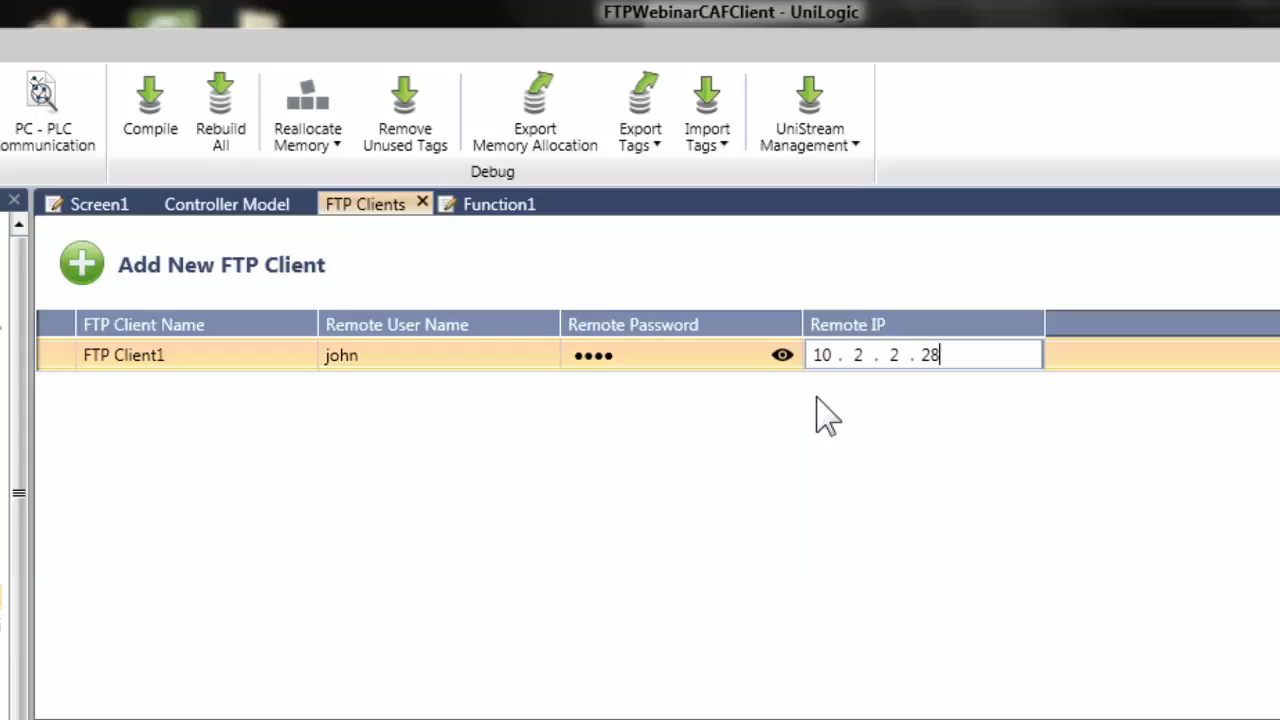 FTPWebinarCAFClient - UniLogic
PC - PLC
ommunication
Compile
Rebuild
All
Reallocate
Memory
Remove
Unused Tags
Export
Memory Allocation
Export
Tags
Import
Tags
UniStream
Management
Debug
Screen1 Controller Model FTP Clients Function1
Add New FTP Client
FTP Client Name Remote User Name Remote Password Remote IP
FTP Client1 john •••• 10 . 2 . 2 . 28